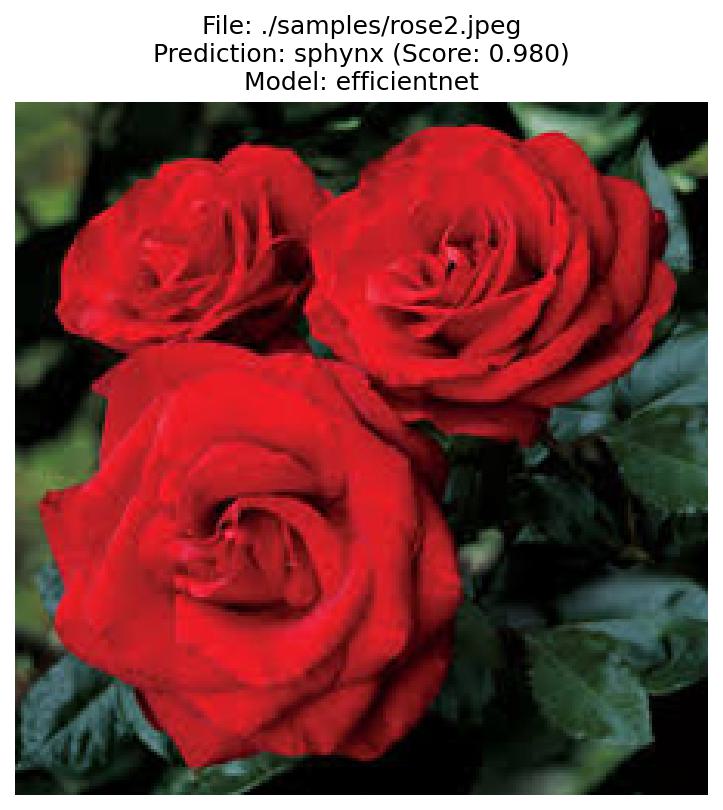 File: ./samples/rose2.jpeg
Prediction: sphynx (Score: 0.980)
Model: efficientnet